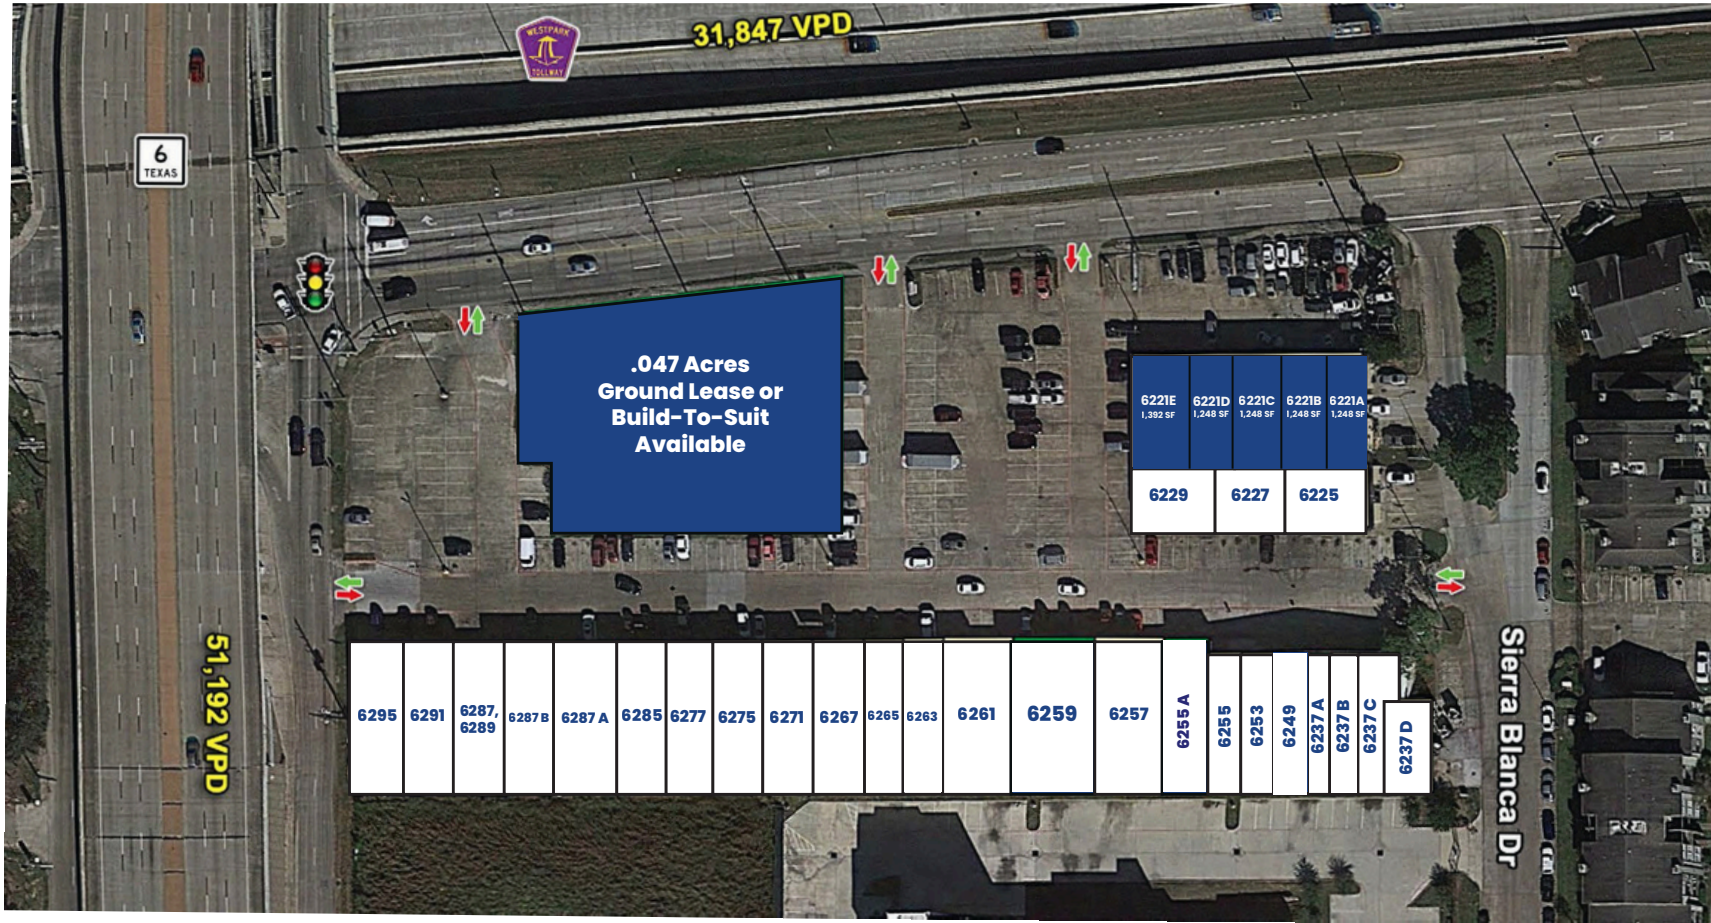 31,847 VPD
WESTPARK
TOLLWAY
6
TEXAS
.047 Acres
Ground Lease or
Build-To-Suit
Available
6221E
1,392 SF
6221D
1,248 SF
6221C
1,248 SF
6221B
1,248 SF
6221A
1,248 SF
6229
6227
6225
51,192 VPD
Sierra Blanca Dr
6295
6291
6287,
6289
6287 B
6287 A
6285
6277
6275
6271
6267
6265
6263
6261
6259
6257
6255 A
6255
6253
6249
6237 A
6237 B
6237 C
6237 D